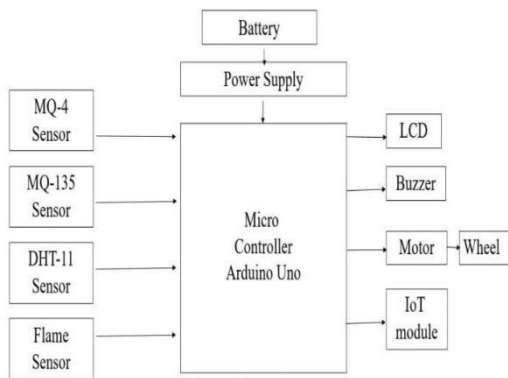 Battery
Power Supply
MQ-4
Sensor
MQ-135
Sensor
DHT-11
Sensor
Flame
Sensor
Micro
Controller
Arduino Uno
LCD
Buzzer
Motor
Wheel
IoT
module